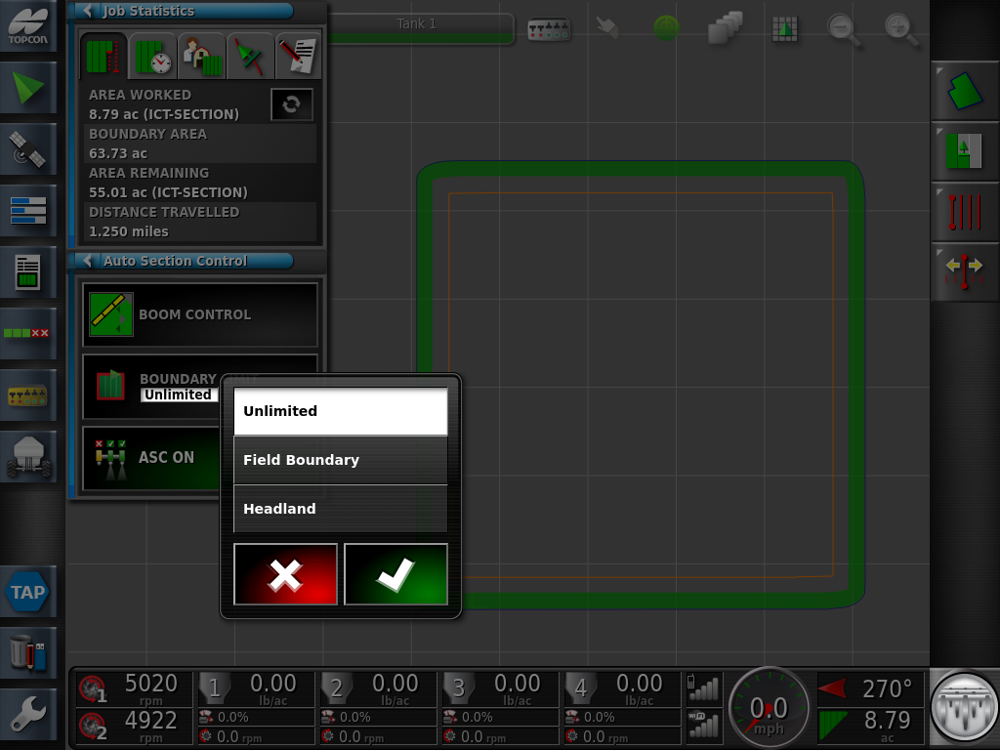 TOPCON
Job Statistics
Tank 1
AREA WORKED
8.79 ac (ICT-SECTION)
BOUNDARY AREA
63.73 ac
AREA REMAINING
55.01 ac (ICT-SECTION)
DISTANCE TRAVELLED
1.250 miles
Auto Section Control
BOOM CONTROL
BOUNDARY LIMIT
Unlimited
ASC ON
Unlimited
Field Boundary
Headland
TAP
1
5020
rpm
2
4922
rpm
1
0.00
lb/ac
0.0%
0.0 rpm
2
0.00
lb/ac
0.0%
0.0 rpm
3
0.00
lb/ac
0.0%
0.0 rpm
4
0.00
lb/ac
0.0%
0.0 rpm
WiFi
0.0
mph
270°
8.79
ac